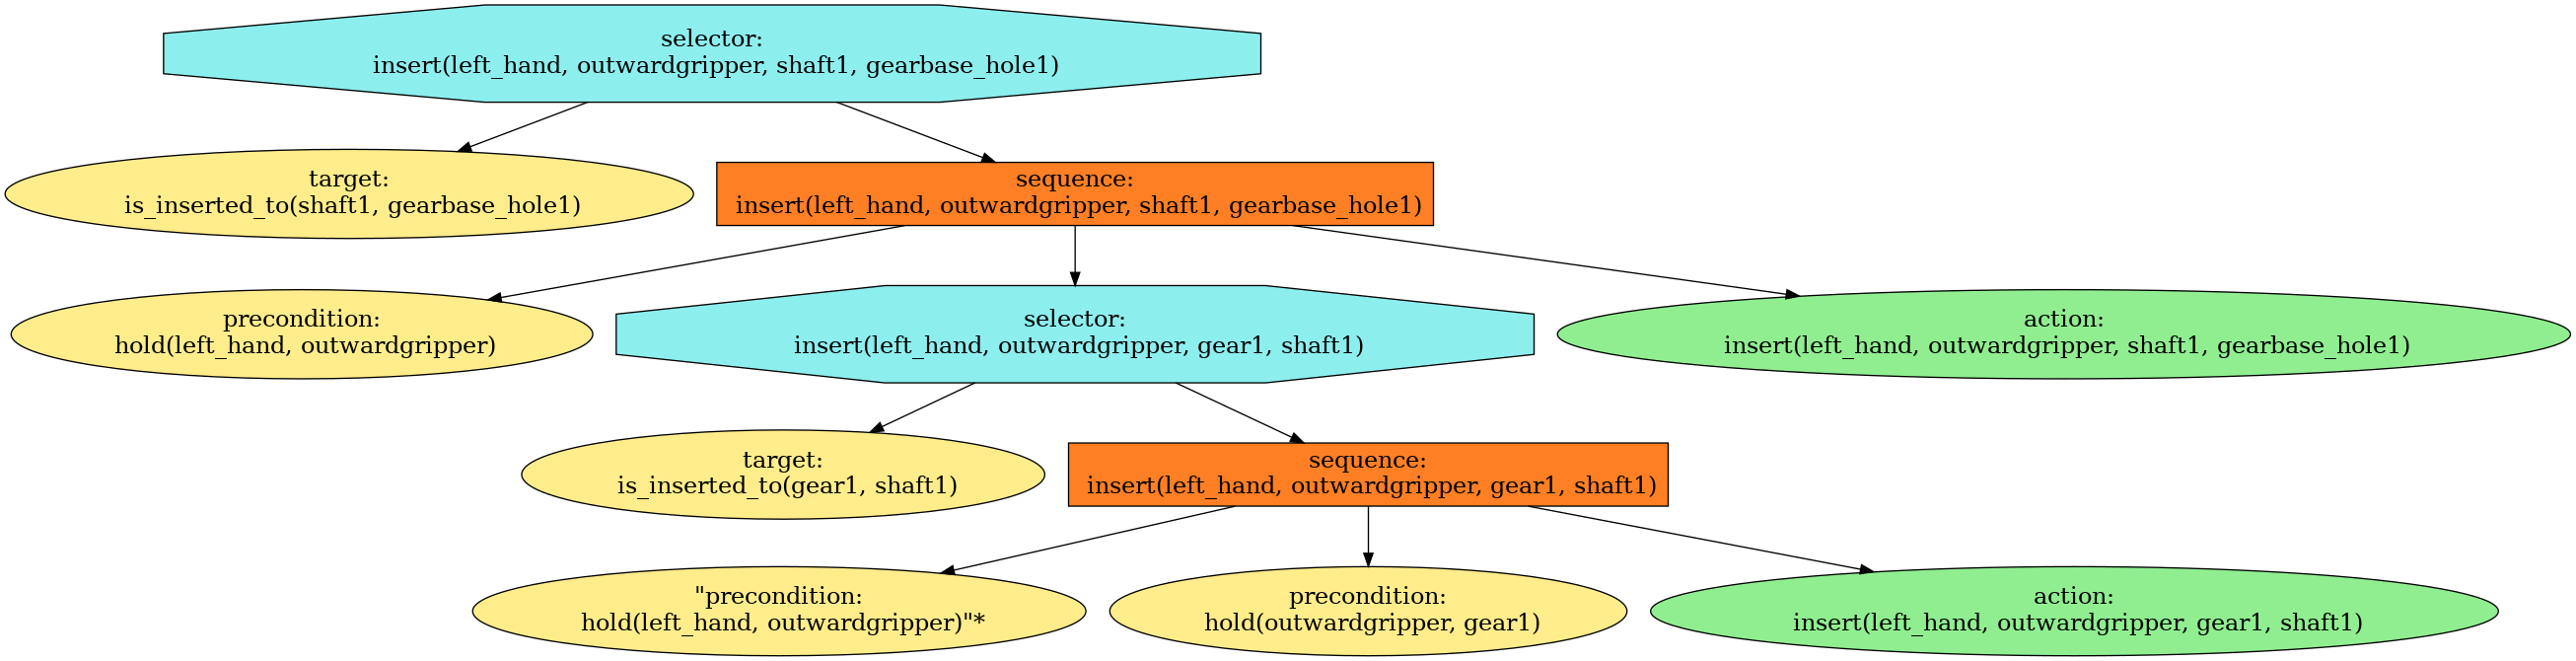 selector:
insert(left_hand, outwardgripper, shaft1, gearbase_hole1)
target:
is_inserted_to(shaft1, gearbase_hole1)
sequence:
insert(left_hand, outwardgripper, shaft1, gearbase_hole1)
precondition:
hold(left_hand, outwardgripper)
selector:
insert(left_hand, outwardgripper, gear1, shaft1)
action:
insert(left_hand, outwardgripper, shaft1, gearbase_hole1)
target:
is_inserted_to(gear1, shaft1)
sequence:
insert(left_hand, outwardgripper, gear1, shaft1)
"precondition:
hold(left_hand, outwardgripper)"*
precondition:
hold(outwardgripper, gear1)
action:
insert(left_hand, outwardgripper, gear1, shaft1)